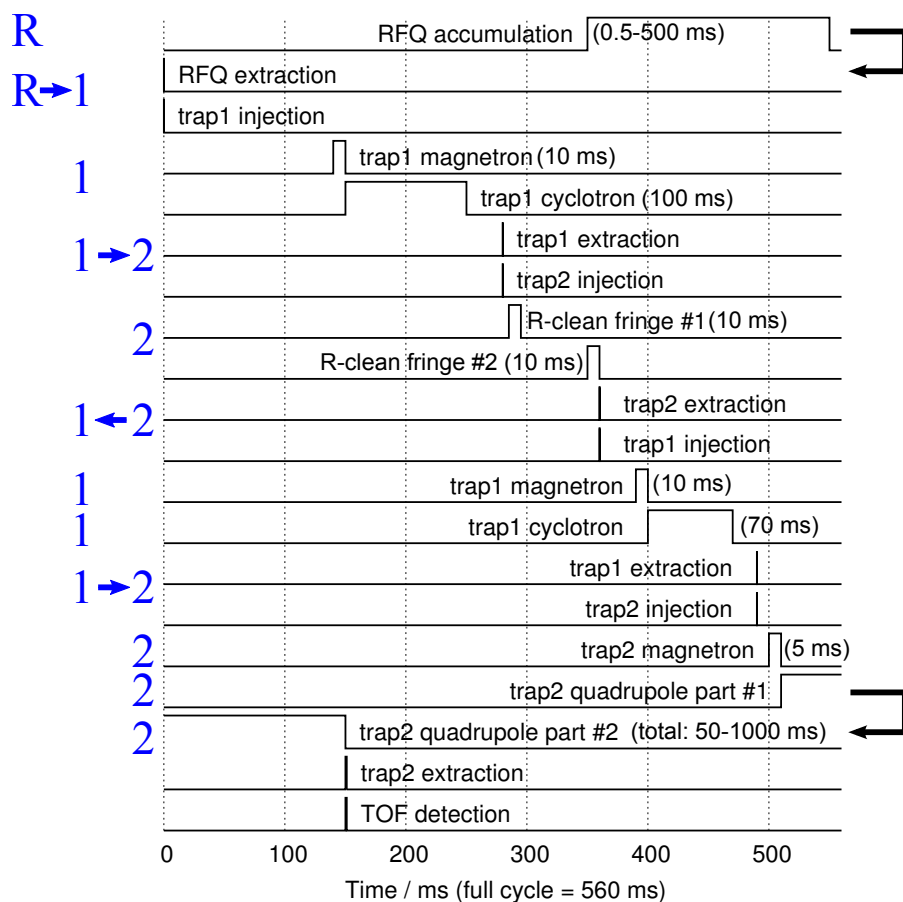 R RFQ accumulation (0.5-500 ms)
RFQ extraction
R→1
trap1 injection
1 trap1 magnetron (10 ms)
trap1 cyclotron (100 ms)
1→2 trap1 extraction
trap2 injection
2 R-clean fringe #1 (10 ms)
R-clean fringe #2 (10 ms)
1←2 trap2 extraction
trap1 injection
1 trap1 magnetron (10 ms)
1 trap1 cyclotron (70 ms)
1→2 trap1 extraction
trap2 injection
2 trap2 magnetron (5 ms)
2 trap2 quadrupole part #1
2 trap2 quadrupole part #2 (total: 50-1000 ms)
trap2 extraction
TOF detection
0 100 200 300 400 500
Time / ms (full cycle = 560 ms)